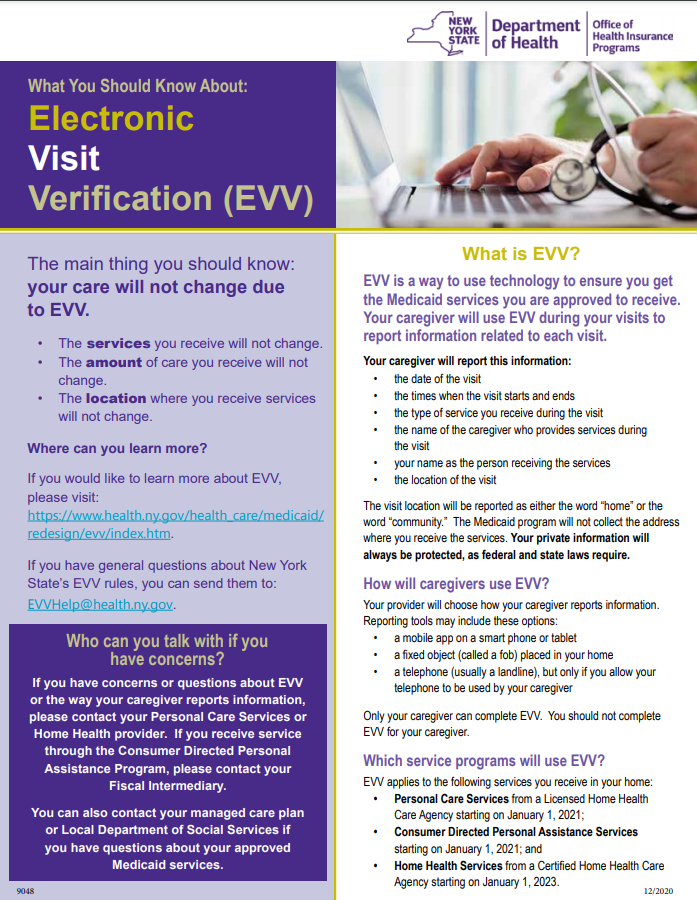 NEW
YORK
STATE
Department
of Health
Office of
Health Insurance
Programs
What You Should Know About:
Electronic
Visit
Verification (EVV)
The main thing you should know:
your care will not change due
to EVV.
• The services you receive will not change.
• The amount of care you receive will not
change.
• The location where you receive services
will not change.
Where can you learn more?
If you would like to learn more about EVV,
please visit:
https://www.health.ny.gov/health_care/medicaid/
redesign/evv/index.htm.
If you have general questions about New York
State's EVV rules, you can send them to:
EVVHelp@health.ny.gov.
Who can you talk with if you
have concerns?
If you have concerns or questions about EVV
or the way your caregiver reports information,
please contact your Personal Care Services or
Home Health provider. If you receive service
through the Consumer Directed Personal
Assistance Program, please contact your
Fiscal Intermediary.
You can also contact your managed care plan
or Local Department of Social Services if
you have questions about your approved
Medicaid services.
9048
What is EVV?
EVV is a way to use technology to ensure you get
the Medicaid services you are approved to receive.
Your caregiver will use EVV during your visits to
report information related to each visit.
Your caregiver will report this information:
• the date of the visit
• the times when the visit starts and ends
• the type of service you receive during the visit
• the name of the caregiver who provides services during
the visit
• your name as the person receiving the services
• the location of the visit
The visit location will be reported as either the word "home" or the
word "community." The Medicaid program will not collect the address
where you receive the services. Your private information will
always be protected, as federal and state laws require.
How will caregivers use EVV?
Your provider will choose how your caregiver reports information.
Reporting tools may include these options:
• a mobile app on a smart phone or tablet
• a fixed object (called a fob) placed in your home
• a telephone (usually a landline), but only if you allow your
telephone to be used by your caregiver
Only your caregiver can complete EVV. You should not complete
EVV for your caregiver.
Which service programs will use EVV?
EVV applies to the following services you receive in your home:
• Personal Care Services from a Licensed Home Health
Care Agency starting on January 1, 2021;
• Consumer Directed Personal Assistance Services
starting on January 1, 2021; and
• Home Health Services from a Certified Home Health Care
Agency starting on January 1, 2023.
12/2020